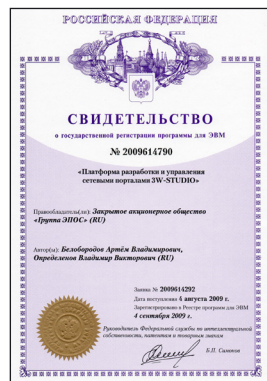 РОССИЙСКАЯ ФЕДЕРАЦИЯ
СВИДЕТЕЛЬСТВО
о государственной регистрации программы для ЭВМ
№ 2009614790
«Платформа разработки и управления
сетевыми порталами 3W-STUDIO»
Правообладатель(ли): Закрытое акционерное общество
«Группа ЭПОС» (RU)
Автор(ы): Белобородов Артём Владимирович,
Определенов Владимир Викторович (RU)
Заявка № 2009614292
Дата поступления 4 августа 2009 г.
Зарегистрировано в Реестре программ для ЭВМ
4 сентября 2009 г.
Руководитель Федеральной службы по интеллектуальной
собственности, патентам и товарным знакам
Б.П. Симонов